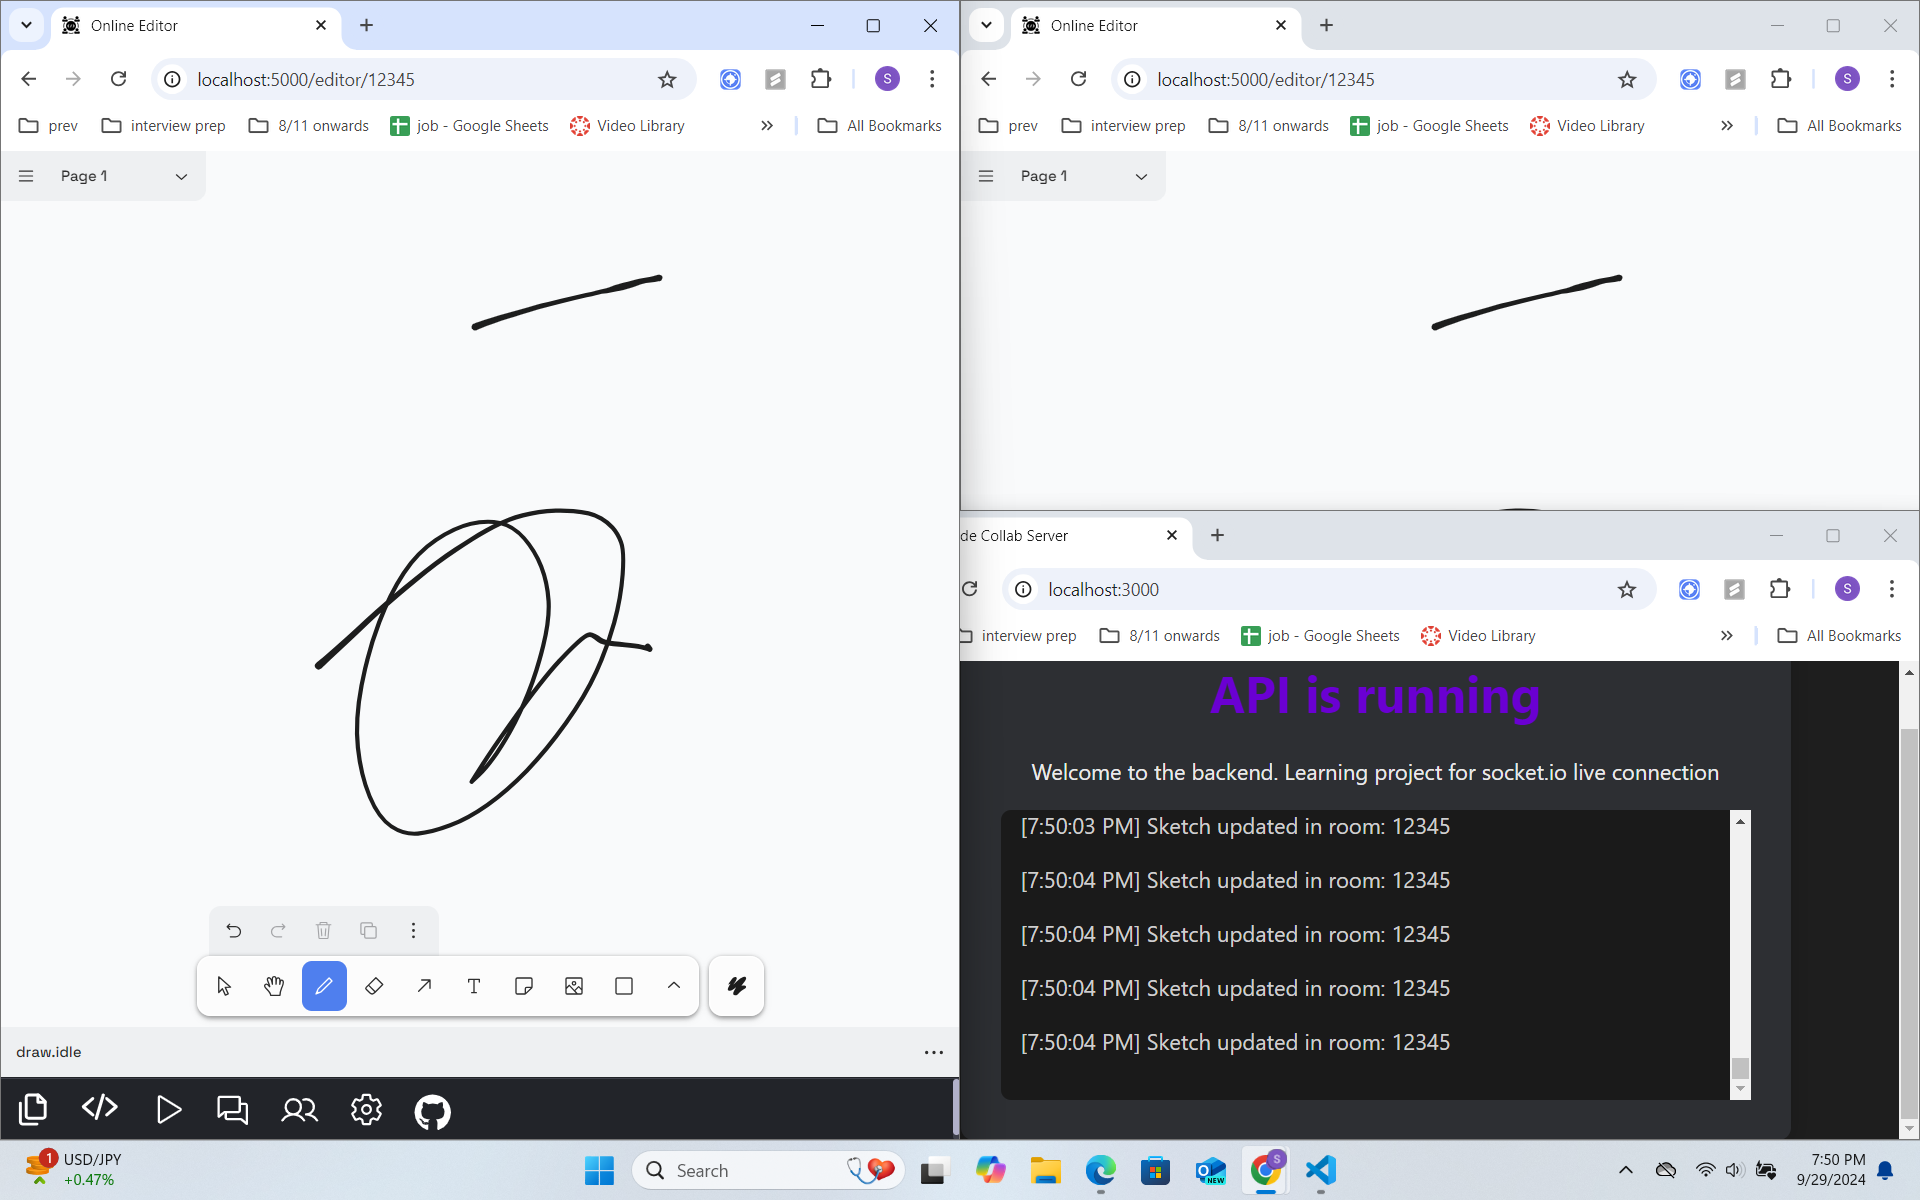 Online Editor
localhost:5000/editor/12345
S
prev
interview prep
8/11 onwards
job - Google Sheets
Video Library
All Bookmarks
Page 1
draw.idle
Online Editor
localhost:5000/editor/12345
S
prev
interview prep
8/11 onwards
job - Google Sheets
Video Library
All Bookmarks
Page 1
de Collab Server
localhost:3000
S
interview prep
8/11 onwards
job - Google Sheets
Video Library
All Bookmarks
API is running
Welcome to the backend. Learning project for socket.io live connection
[7:50:03 PM] Sketch updated in room: 12345
[7:50:04 PM] Sketch updated in room: 12345
[7:50:04 PM] Sketch updated in room: 12345
[7:50:04 PM] Sketch updated in room: 12345
[7:50:04 PM] Sketch updated in room: 12345
1
USD/JPY
+0.47%
Search
NEW
S
7:50 PM
9/29/2024